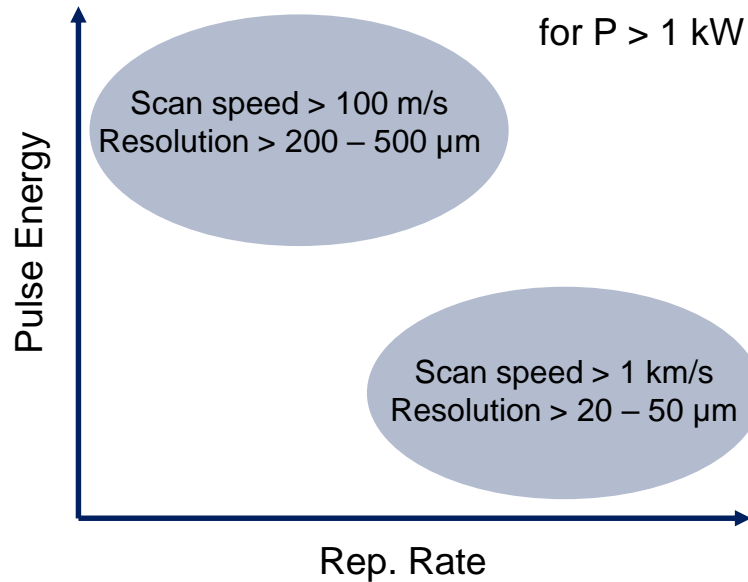 for P > 1 kW
Scan speed > 100 m/s
Resolution > 200 – 500 µm
Pulse Energy
Scan speed > 1 km/s
Resolution > 20 – 50 µm
Rep. Rate